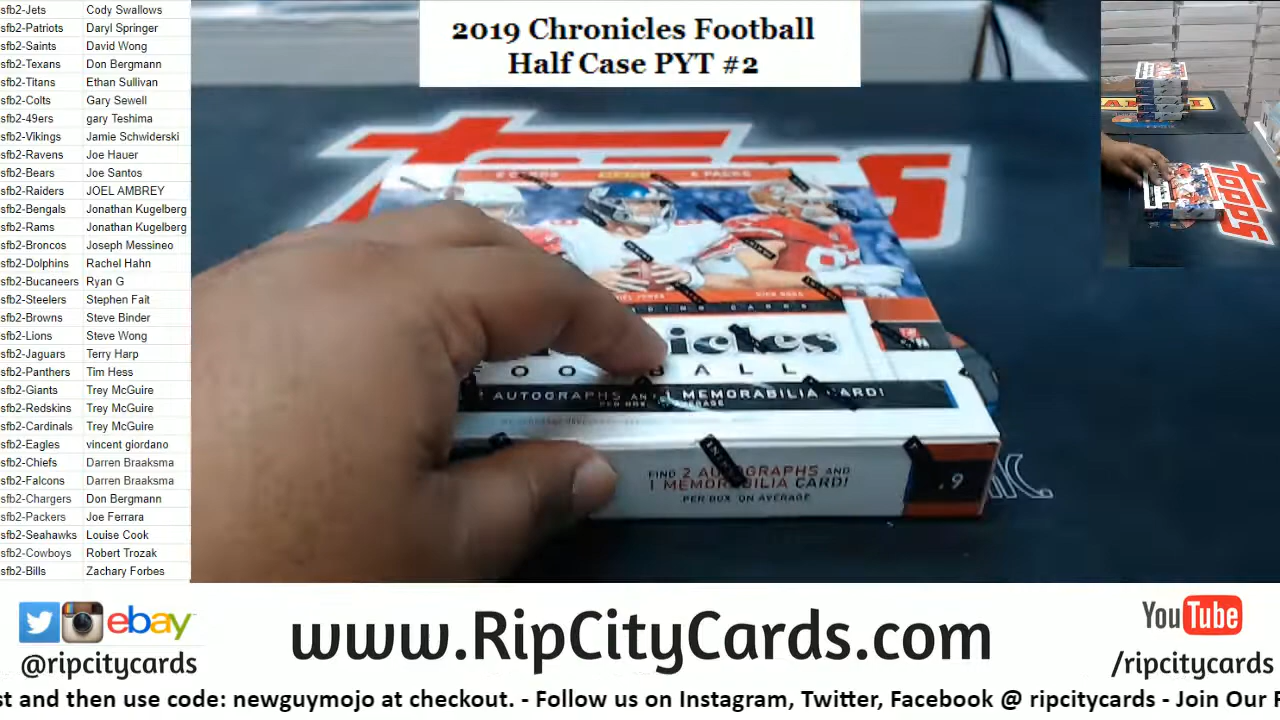 sfb2-Jets Cody Swallows
sfb2-Patriots Daryl Springer
sfb2-Saints David Wong
sfb2-Texans Don Bergmann
sfb2-Titans Ethan Sullivan
sfb2-Colts Gary Sewell
sfb2-49ers gary Teshima
sfb2-Vikings Jamie Schwiderski
sfb2-Ravens Joe Hauer
sfb2-Bears Joe Santos
sfb2-Raiders JOEL AMBREY
sfb2-Bengals Jonathan Kugelberg
sfb2-Rams Jonathan Kugelberg
sfb2-Broncos Joseph Messineo
sfb2-Dolphins Rachel Hahn
sfb2-Bucaneers Ryan G
sfb2-Steelers Stephen Fait
sfb2-Browns Steve Binder
sfb2-Lions Steve Wong
sfb2-Jaguars Terry Harp
sfb2-Panthers Tim Hess
sfb2-Giants Trey McGuire
sfb2-Redskins Trey McGuire
sfb2-Cardinals Trey McGuire
sfb2-Eagles vincent giordano
sfb2-Chiefs Darren Braaksma
sfb2-Falcons Darren Braaksma
sfb2-Chargers Don Bergmann
sfb2-Packers Joe Ferrara
sfb2-Seahawks Louise Cook
sfb2-Cowboys Robert Trozak
sfb2-Bills Zachary Forbes
2019 Chronicles Football
Half Case PYT #2
2 AUTOGRAPHS AND 1 MEMORABILIA CARD!
FIND 2 AUTOGRAPHS AND
1 MEMORABILIA CARD!
PER BOX, ON AVERAGE
INC.
PANINI
topps
ebay
@ripcitycards
www.RipCityCards.com
YouTube
/ripcitycards
and then use code: newguymojo at checkout. - Follow us on Instagram, Twitter, Facebook @ ripcitycards - Join Our